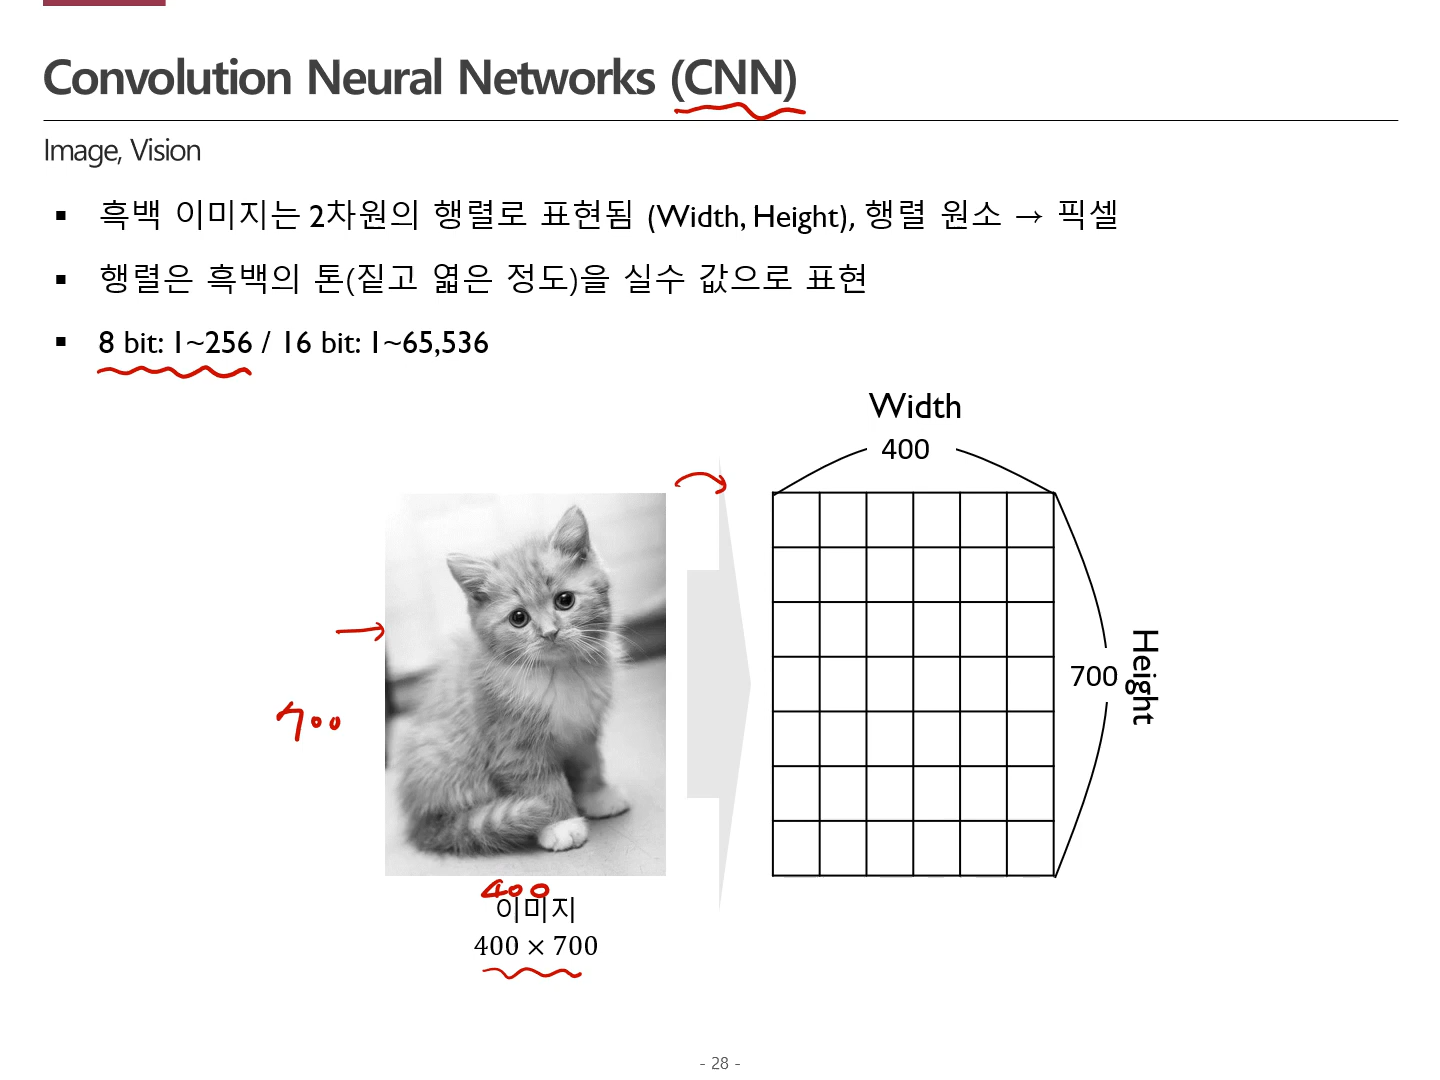 Convolution Neural Networks (CNN)
Image, Vision
▪ 흑백 이미지는 2차원의 행렬로 표현됨 (Width, Height), 행렬 원소 → 픽셀
▪ 행렬은 흑백의 톤(짙고 엷은 정도)을 실수 값으로 표현
▪ 8 bit: 1~256 / 16 bit: 1~65,536
Width
400
700
Height
700
400
이미지
400 × 700
- 28 -